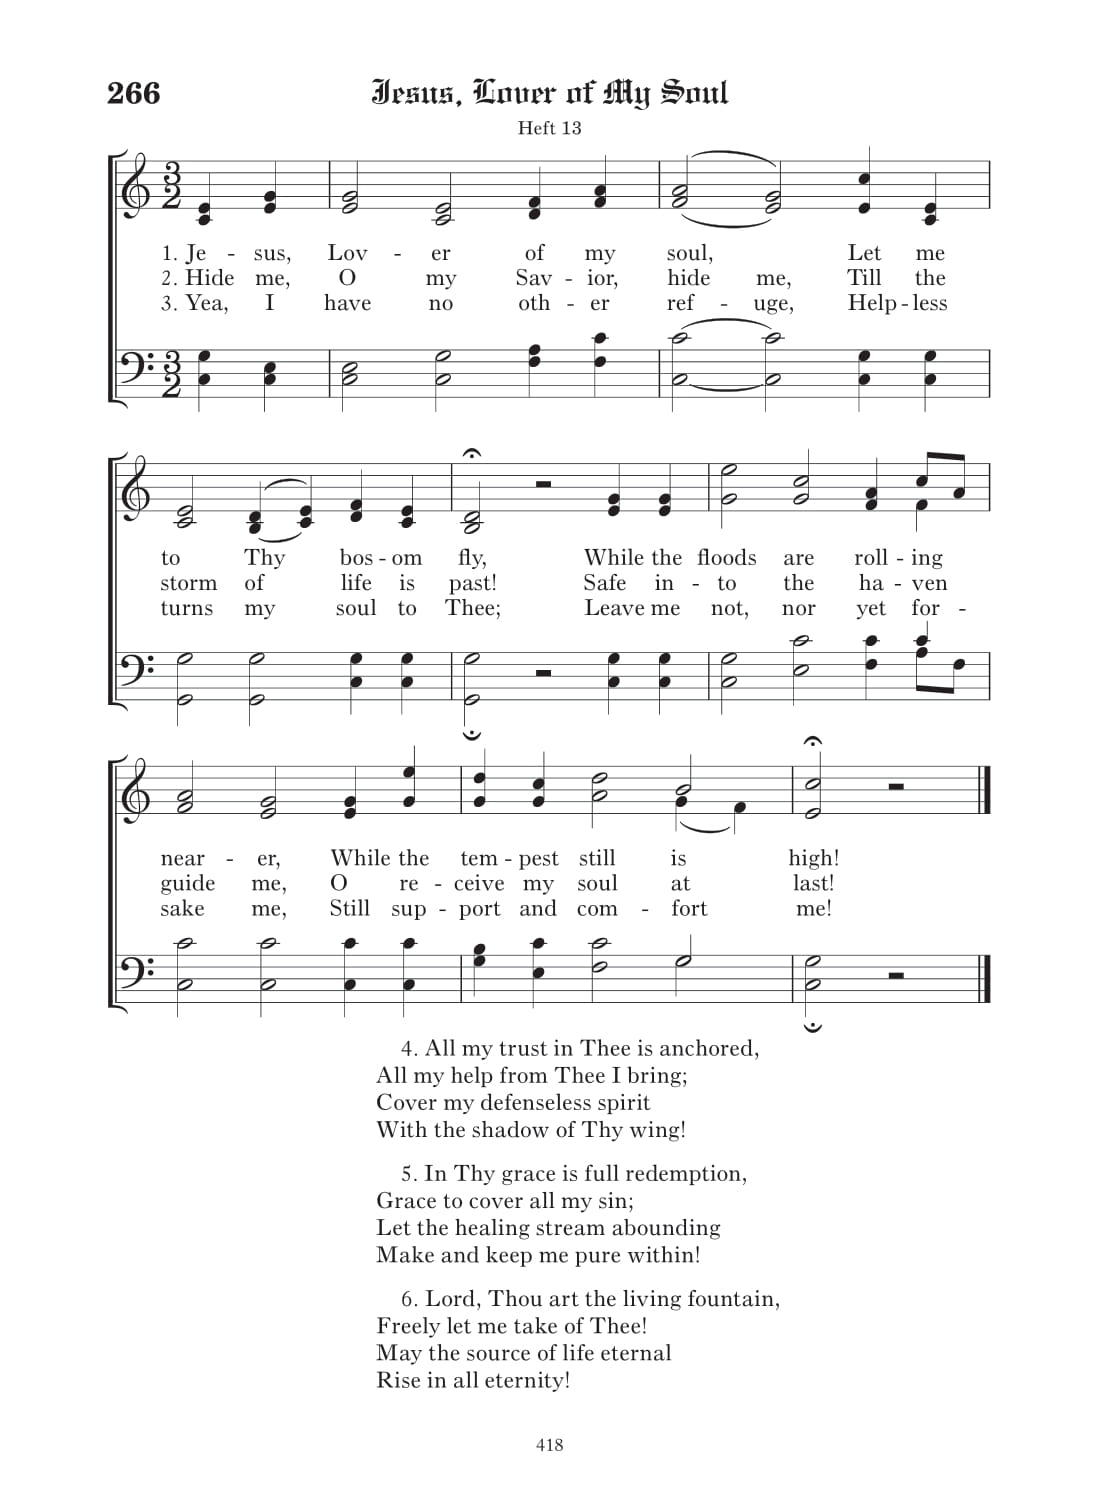 266 Jesus, Lover of My Soul
Heft 13
1. Je - sus, Lov - er of my soul, Let me
2. Hide me, O my Sav - ior, hide me, Till the
3. Yea, I have no oth - er ref - uge, Help - less
to Thy bos - om fly, While the floods are roll - ing
storm of life is past! Safe in - to the ha - ven
turns my soul to Thee; Leave me not, nor yet for -
near - er, While the tem - pest still is high!
guide me, O re - ceive my soul at last!
sake me, Still sup - port and com - fort me!
4. All my trust in Thee is anchored,
All my help from Thee I bring;
Cover my defenseless spirit
With the shadow of Thy wing!
5. In Thy grace is full redemption,
Grace to cover all my sin;
Let the healing stream abounding
Make and keep me pure within!
6. Lord, Thou art the living fountain,
Freely let me take of Thee!
May the source of life eternal
Rise in all eternity!
418